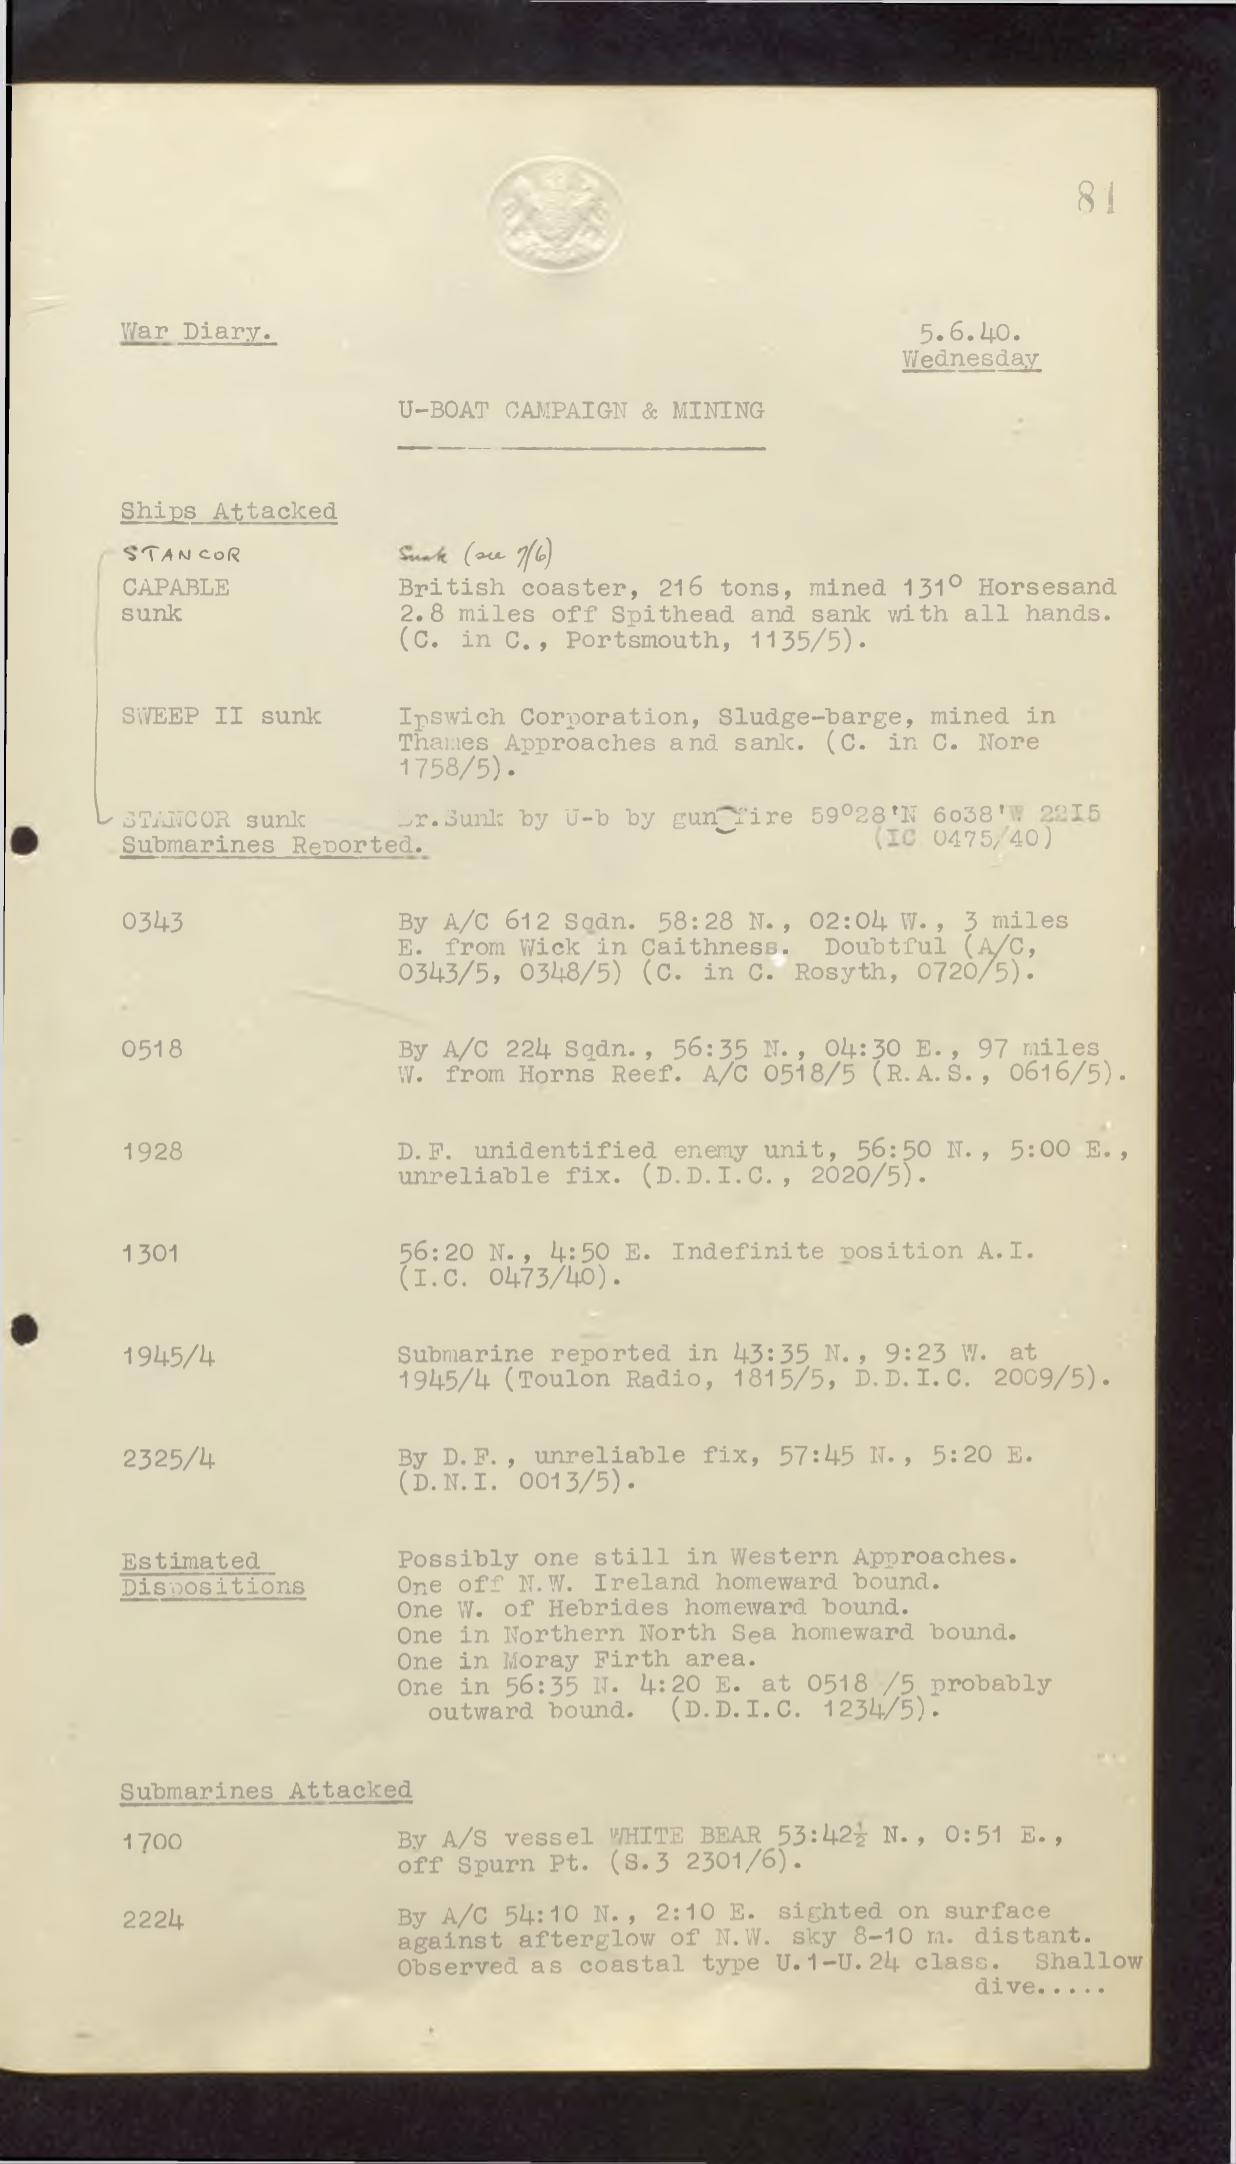 81
War Diary.
5.6.40.
Wednesday
U-BOAT CAMPAIGN & MINING
Ships Attacked
STANCOR Sunk (see 7/6)
CAPABLE British coaster, 216 tons, mined 131° Horsesand
sunk 2.8 miles off Spithead and sank with all hands.
(C. in C., Portsmouth, 1135/5).
SWEEP II sunk Ipswich Corporation, Sludge-barge, mined in
Thames Approaches and sank. (C. in C. Nore
1758/5).
STANCOR sunk Br.Sunk by U-b by gun fire 59°28'N 6o38'W 22I5
Submarines Reported. (IC 0475/40)
0343 By A/C 612 Sqdn. 58:28 N., 02:04 W., 3 miles
E. from Wick in Caithness. Doubtful (A/C,
0343/5, 0348/5) (C. in C. Rosyth, 0720/5).
0518 By A/C 224 Sqdn., 56:35 N., 04:30 E., 97 miles
W. from Horns Reef. A/C 0518/5 (R.A.S., 0616/5).
1928 D.F. unidentified enemy unit, 56:50 N., 5:00 E.,
unreliable fix. (D.D.I.C., 2020/5).
1301 56:20 N., 4:50 E. Indefinite position A.I.
(I.C. 0473/40).
1945/4 Submarine reported in 43:35 N., 9:23 W. at
1945/4 (Toulon Radio, 1815/5, D.D.I.C. 2009/5).
2325/4 By D.F., unreliable fix, 57:45 N., 5:20 E.
(D.N.I. 0013/5).
Estimated Possibly one still in Western Approaches.
Dispositions One off N.W. Ireland homeward bound.
One W. of Hebrides homeward bound.
One in Northern North Sea homeward bound.
One in Moray Firth area.
One in 56:35 N. 4:20 E. at 0518 /5 probably
outward bound. (D.D.I.C. 1234/5).
Submarines Attacked
1700 By A/S vessel WHITE BEAR 53:42½ N., 0:51 E.,
off Spurn Pt. (S.3 2301/6).
2224 By A/C 54:10 N., 2:10 E. sighted on surface
against afterglow of N.W. sky 8-10 m. distant.
Observed as coastal type U.1-U.24 class. Shallow
dive.....